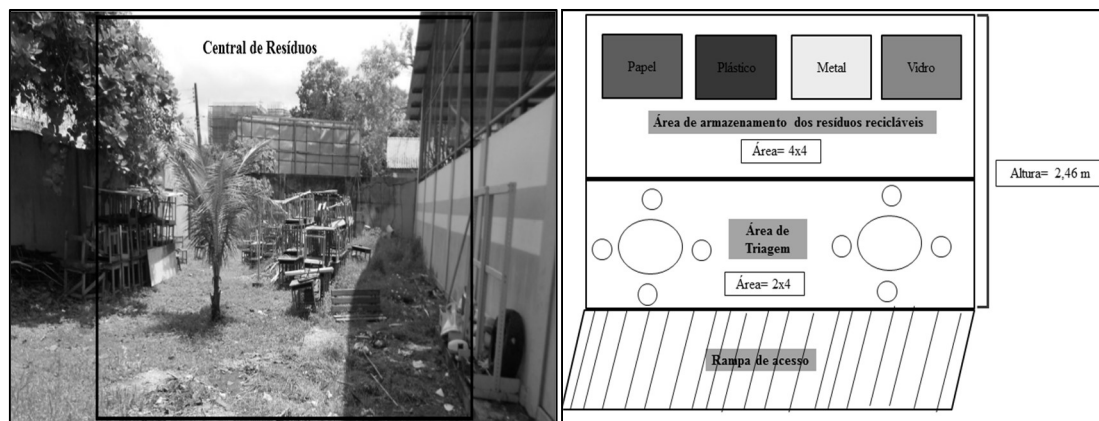 Central de Resíduos
Papel
Plástico
Metal
Vidro
Área de armazenamento dos resíduos recicláveis
Área= 4x4
Altura= 2,46 m
Área de
Triagem
Área= 2x4
Rampa de acesso